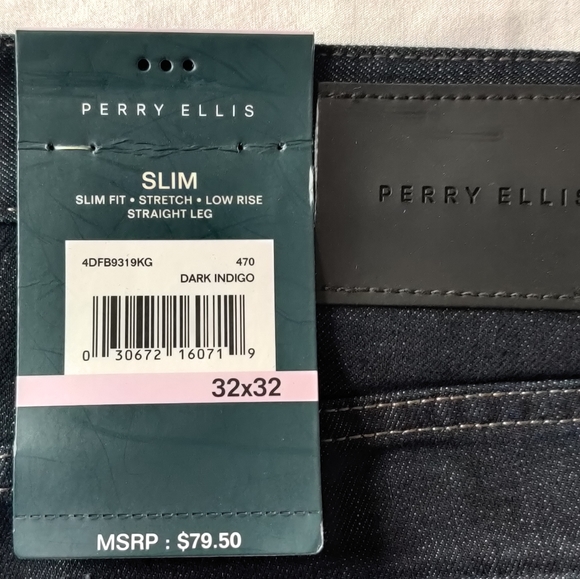 PERRY ELLIS
SLIM
SLIM FIT • STRETCH • LOW RISE
STRAIGHT LEG
4DFB9319KG 470
DARK INDIGO
0 30672 16071 9
32x32
MSRP : $79.50
PERRY ELLIS